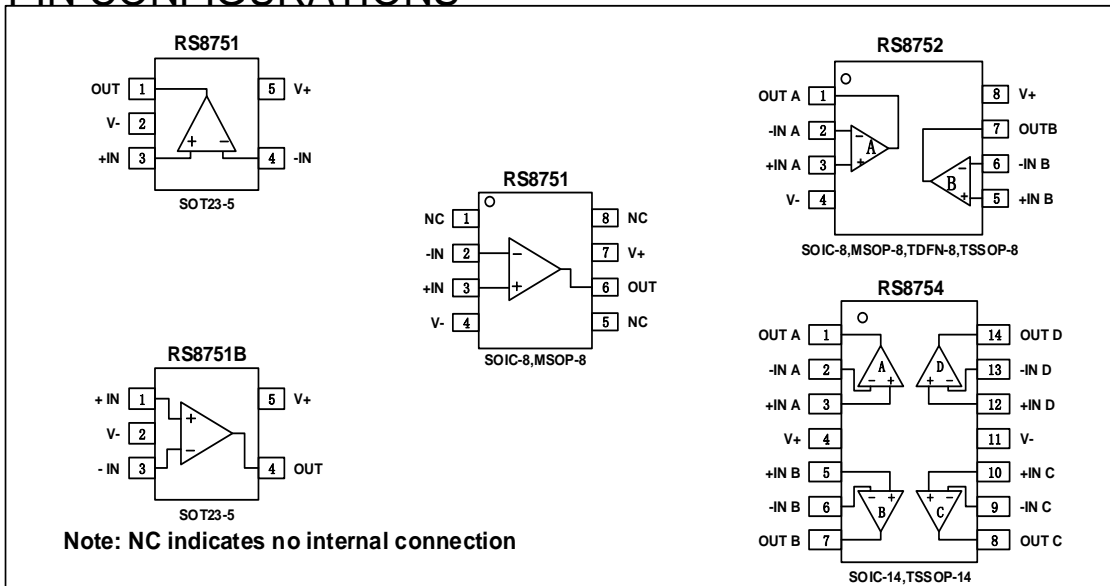 PIN CONFIGURATIONS
RS8751
OUT 1 5 V+
V- 2
+IN 3 + - 4 -IN
SOT23-5
RS8751
NC 1 8 NC
-IN 2 - 7 V+
+IN 3 + 6 OUT
V- 4 5 NC
SOIC-8,MSOP-8
RS8751B
+ IN 1 + 5 V+
V- 2
- IN 3 - 4 OUT
SOT23-5
Note: NC indicates no internal connection
RS8752
OUT A 1 8 V+
-IN A 2 - A 7 OUTB
+IN A 3 + B - 6 -IN B
V- 4 + 5 +IN B
SOIC-8,MSOP-8,TDFN-8,TSSOP-8
RS8754
OUT A 1 14 OUT D
-IN A 2 A D 13 -IN D
+IN A 3 - + + - 12 +IN D
V+ 4 11 V-
+IN B 5 10 +IN C
-IN B 6 - + + - 9 -IN C
OUT B 7 B C 8 OUT C
SOIC-14,TSSOP-14